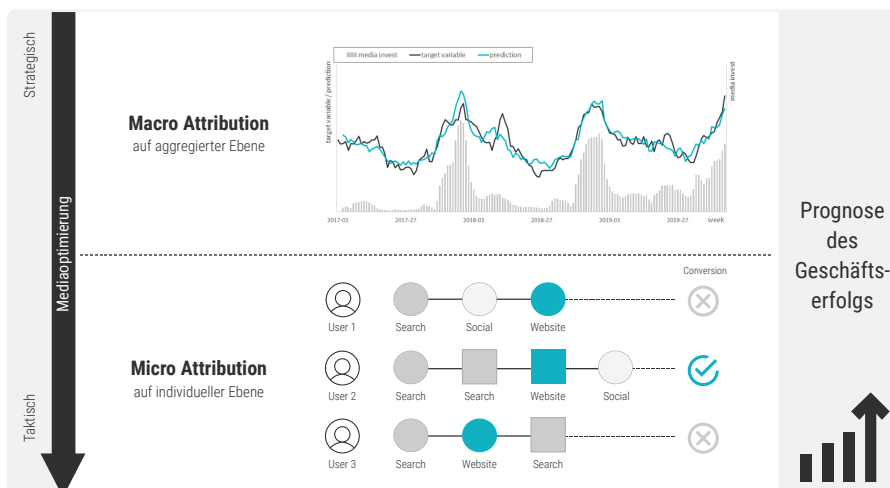 Strategisch
Mediaoptimierung
Taktisch
Macro Attribution
auf aggregierter Ebene
media invest
target variable
prediction
target variable / prediction
media invest
2017-01
2017-27
2018-01
2018-27
2019-01
2019-27
week
Micro Attribution
auf individueller Ebene
Conversion
User 1
Search
Social
Website
User 2
Search
Search
Website
Social
User 3
Search
Website
Search
Prognose
des
Geschäfts-
erfolgs